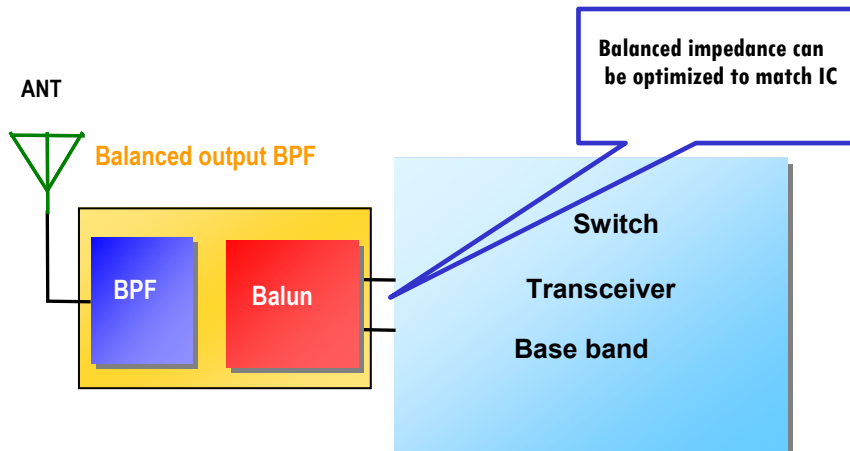 Balanced impedance can
be optimized to match IC
ANT
Balanced output BPF
Switch
BPF
Balun
Transceiver
Base band